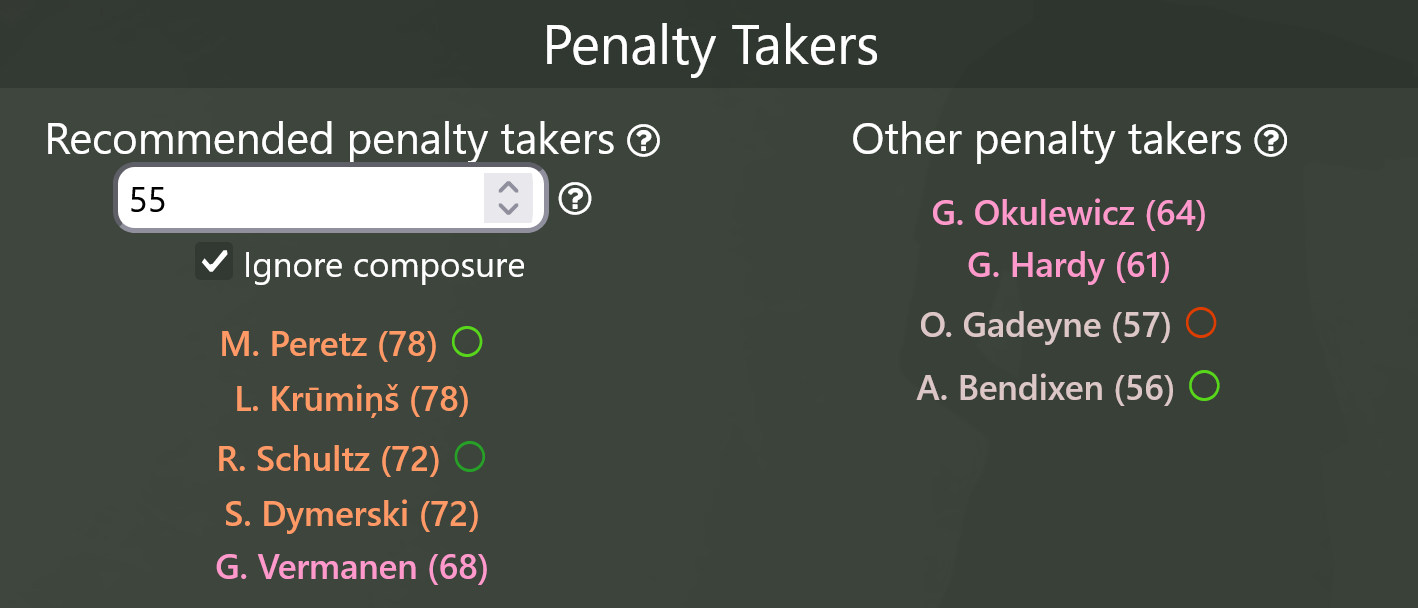 Penalty Takers
Recommended penalty takers ?
55 ?
Ignore composure
M. Peretz (78)
L. Krūmiņš (78)
R. Schultz (72)
S. Dymerski (72)
G. Vermanen (68)
Other penalty takers ?
G. Okulewicz (64)
G. Hardy (61)
O. Gadeyne (57)
A. Bendixen (56)